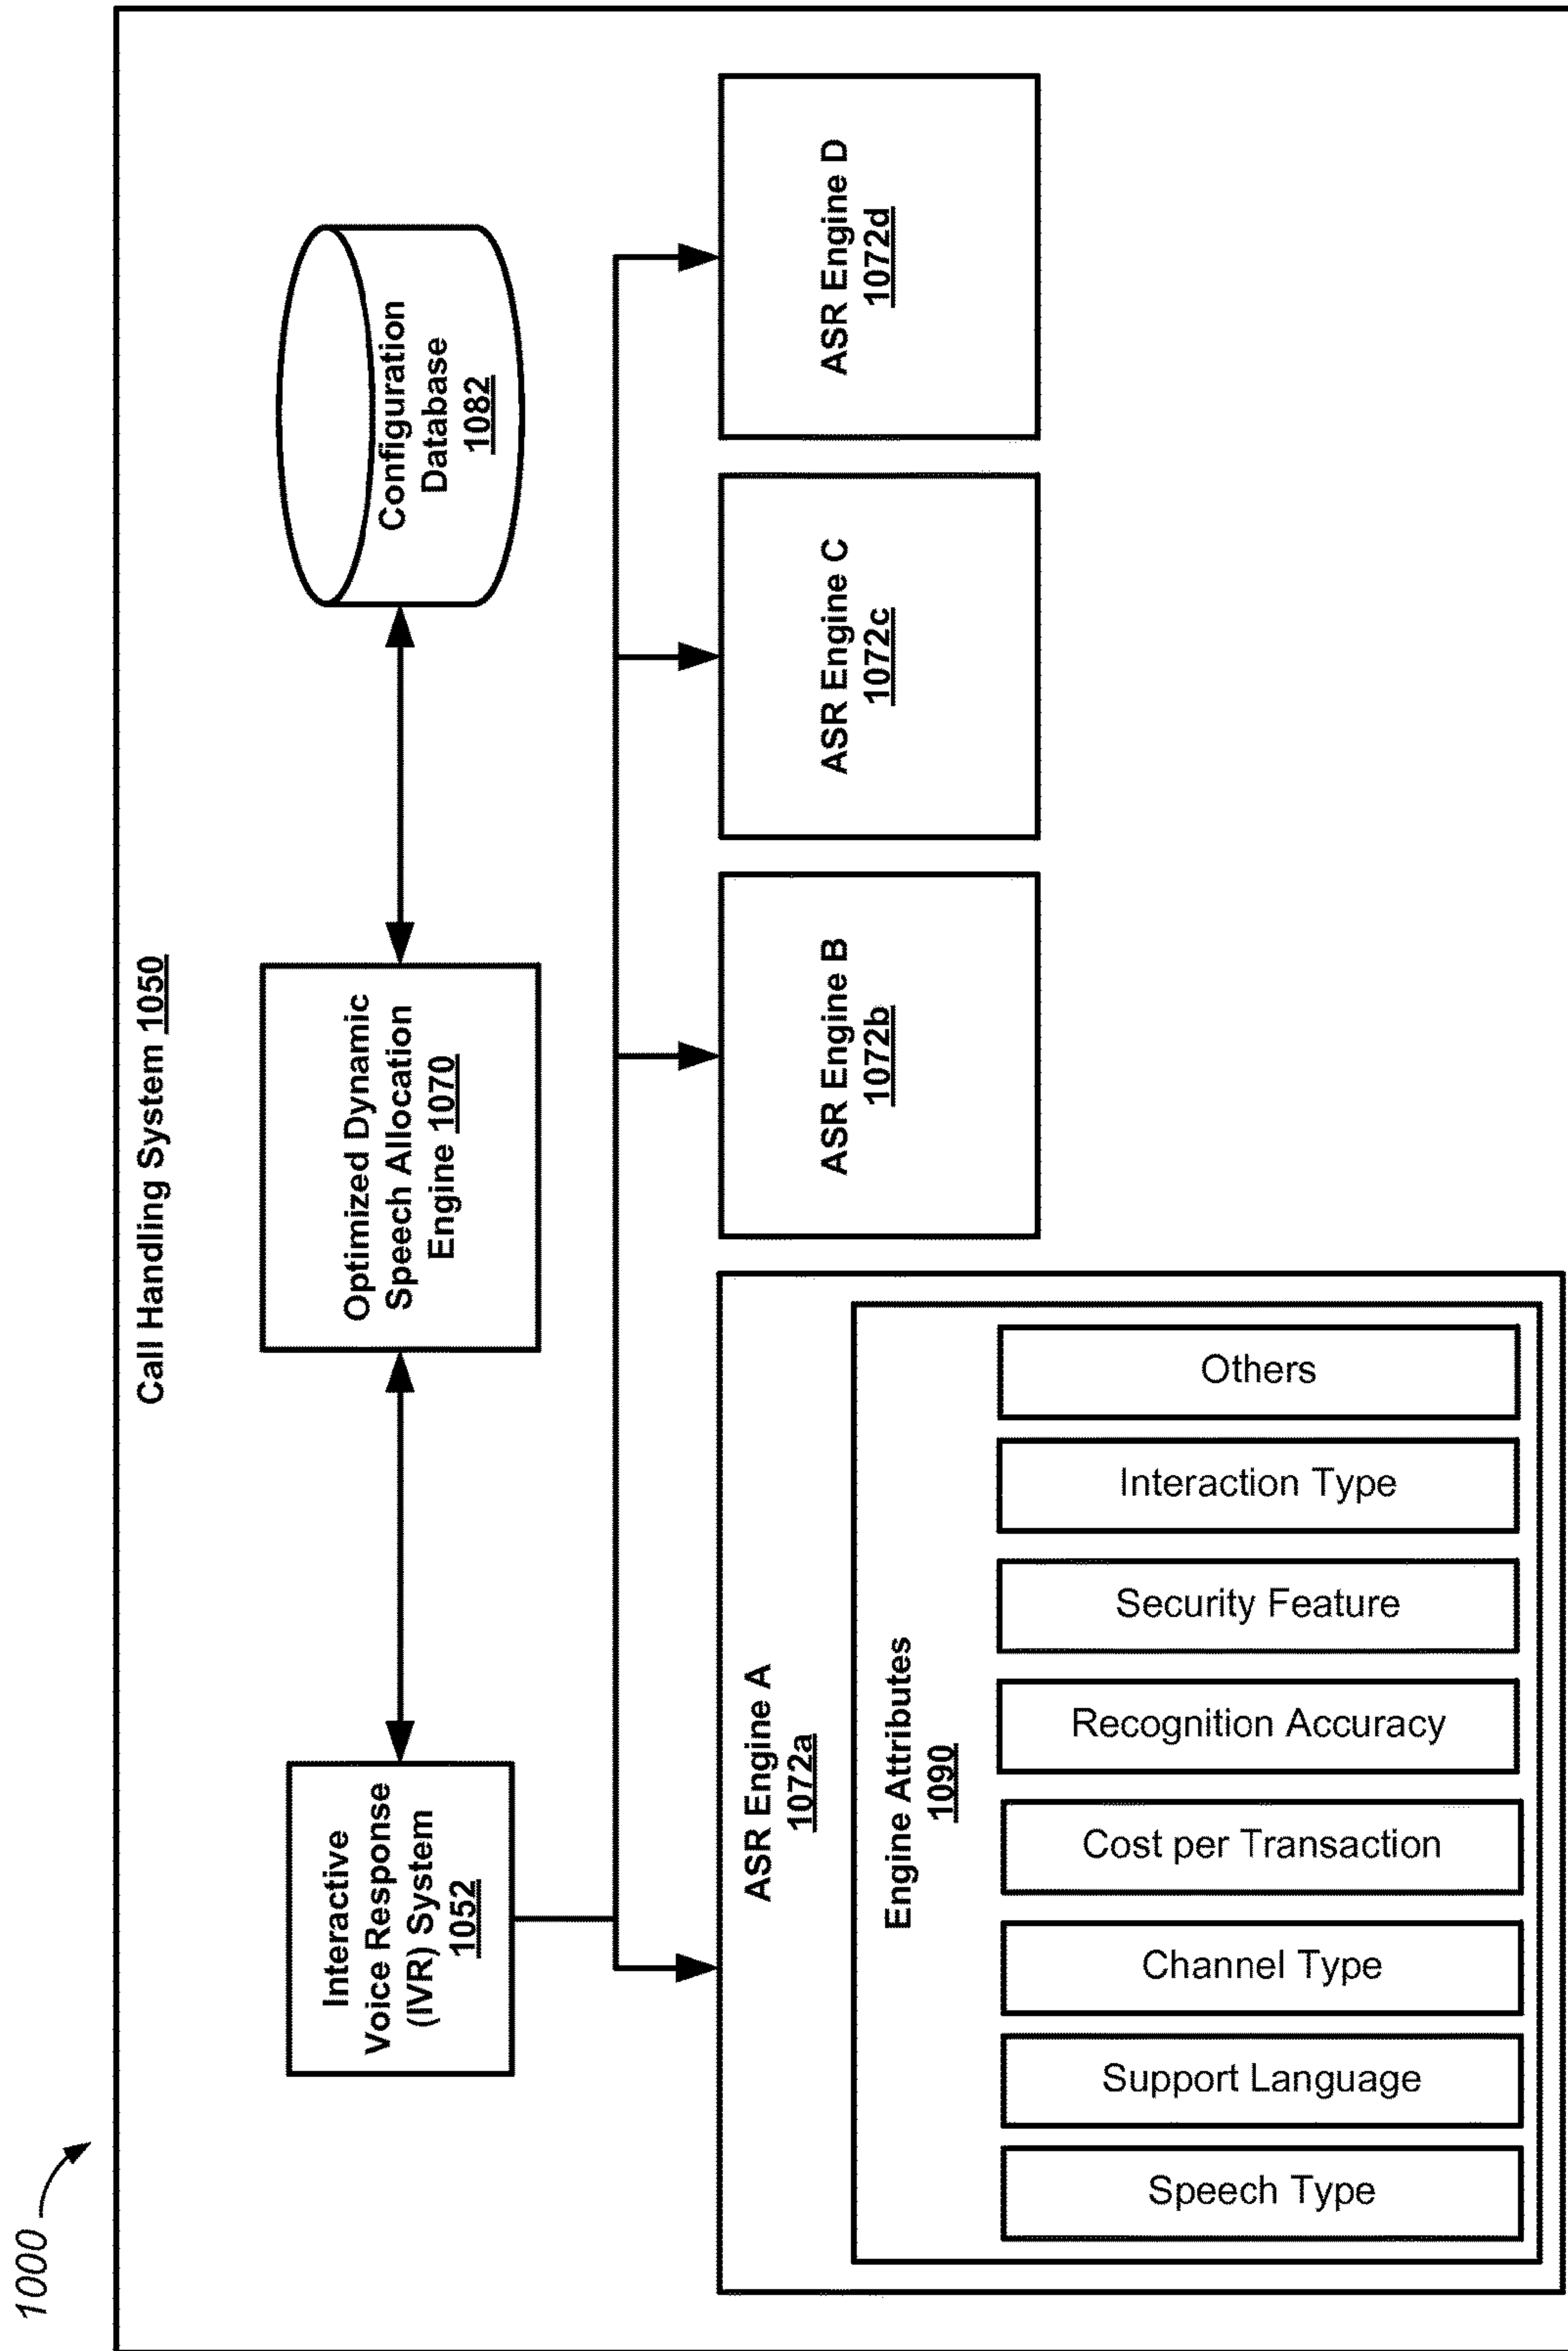 1000
Call Handling System 1050
Interactive
Voice Response
(IVR) System
1052
Optimized Dynamic
Speech Allocation
Engine 1070
Configuration
Database
1082
ASR Engine A
1072a
Engine Attributes
1090
Speech Type
Support Language
Channel Type
Cost per Transaction
Recognition Accuracy
Security Feature
Interaction Type
Others
ASR Engine B
1072b
ASR Engine C
1072c
ASR Engine D
1072d